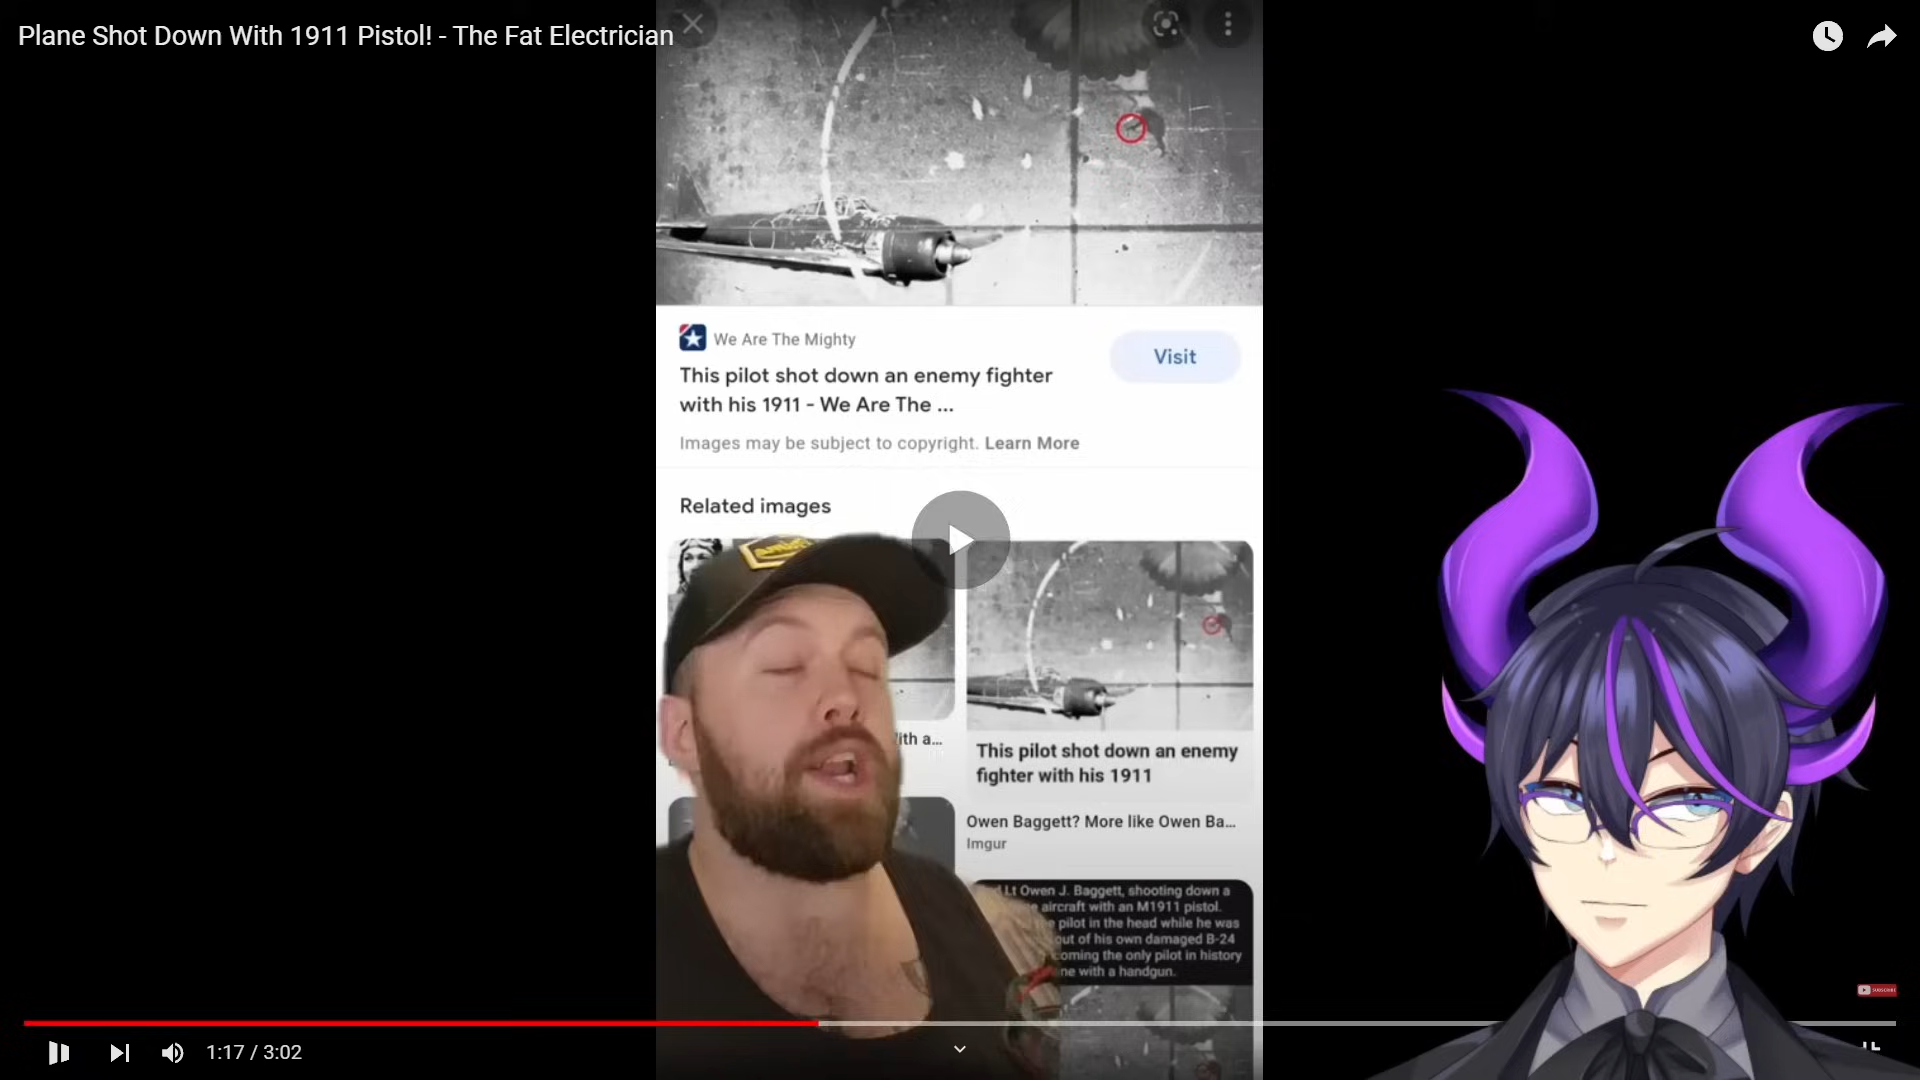 Plane Shot Down With 1911 Pistol! - The Fat Electrician
We Are The Mighty
Visit
This pilot shot down an enemy fighter
with his 1911 - We Are The ...
Images may be subject to copyright. Learn More
Related images
ith a...
This pilot shot down an enemy
fighter with his 1911
Owen Baggett? More like Owen Ba...
Imgur
Lt Owen J. Baggett, shooting down a
aircraft with an M1911 pistol.
pilot in the head while he was
out of his own damaged B-24
coming the only pilot in history
ne with a handgun.
SUBSCRIBE
1:17 / 3:02